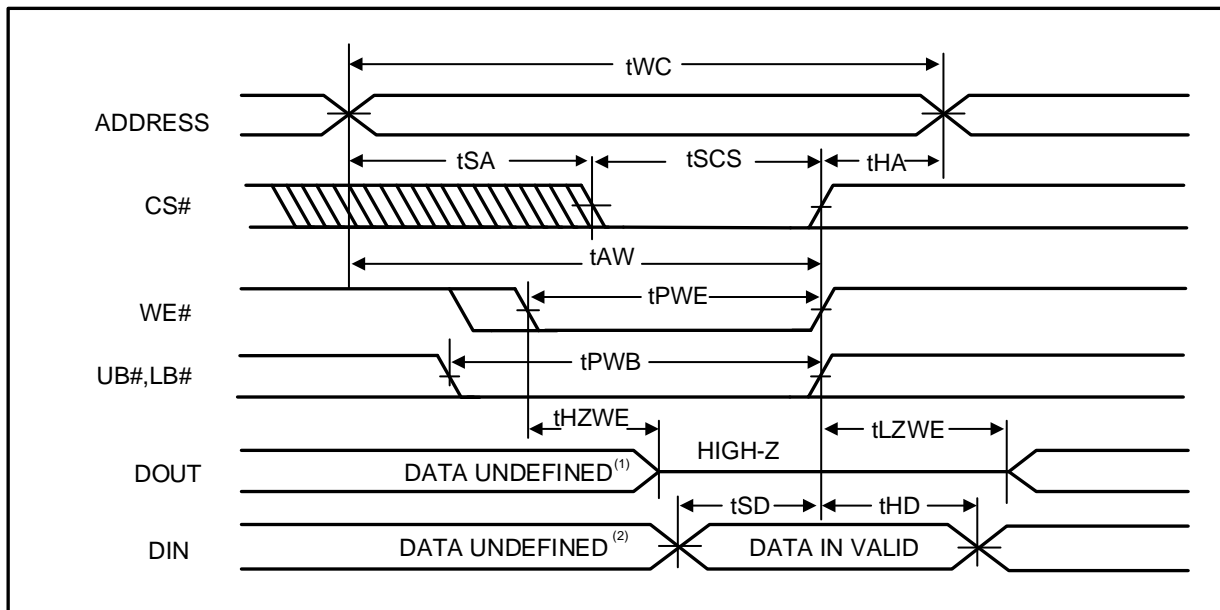 tWC
ADDRESS
tSA
tSCS
tHA
CS#
tAW
WE#
tPWE
UB#,LB#
tPWB
tHZWE
tLZWE
HIGH-Z
DOUT
DATA UNDEFINED(1)
tSD
tHD
DIN
DATA UNDEFINED(2)
DATA IN VALID